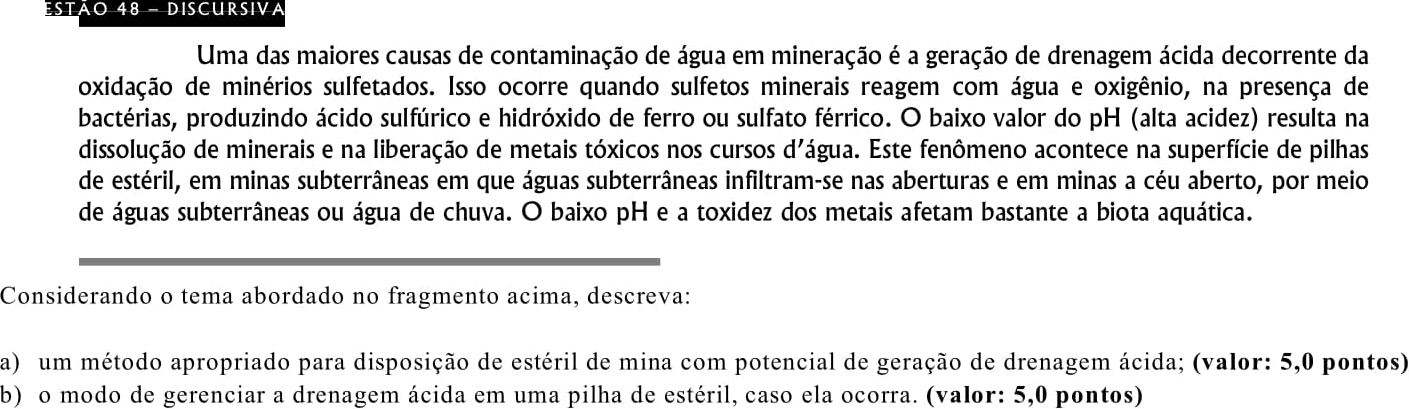 ESTÃO 48 – DISCURSIVA
Uma das maiores causas de contaminação de água em mineração é a geração de drenagem ácida decorrente da
oxidação de minérios sulfetados. Isso ocorre quando sulfetos minerais reagem com água e oxigênio, na presença de
bactérias, produzindo ácido sulfúrico e hidróxido de ferro ou sulfato férrico. O baixo valor do pH (alta acidez) resulta na
dissolução de minerais e na liberação de metais tóxicos nos cursos d’água. Este fenômeno acontece na superfície de pilhas
de estéril, em minas subterrâneas em que águas subterrâneas infiltram-se nas aberturas e em minas a céu aberto, por meio
de águas subterrâneas ou água de chuva. O baixo pH e a toxidez dos metais afetam bastante a biota aquática.
Considerando o tema abordado no fragmento acima, descreva:
a) um método apropriado para disposição de estéril de mina com potencial de geração de drenagem ácida; (valor: 5,0 pontos)
b) o modo de gerenciar a drenagem ácida em uma pilha de estéril, caso ela ocorra. (valor: 5,0 pontos)